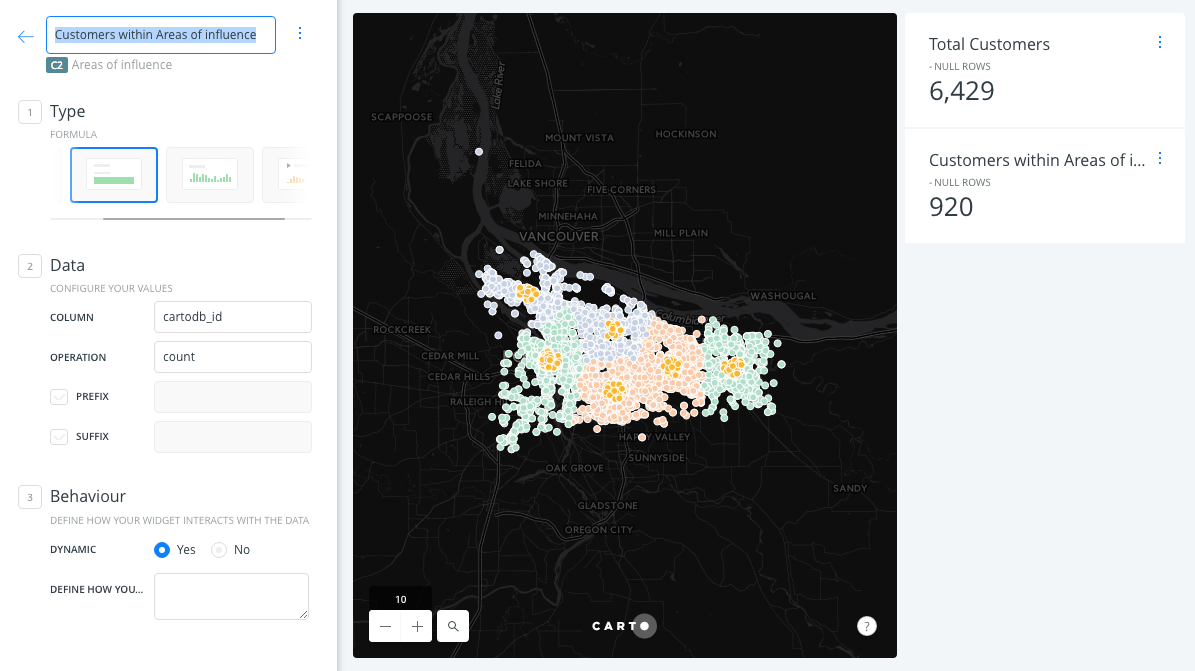 Customers within Areas of influence
C2 Areas of influence
1 Type
FORMULA
2 Data
CONFIGURE YOUR VALUES
COLUMN cartodb_id
OPERATION count
PREFIX
SUFFIX
3 Behaviour
DEFINE HOW YOUR WIDGET INTERACTS WITH THE DATA
DYNAMIC Yes No
DEFINE HOW YOU...
Lake River
SCAPPOOSE
MOUNT VISTA
HOCKINSON
FELIDA
LAKE SHORE
FIVE CORNERS
MINNEHAHA
VANCOUVER
MILL PLAIN
WASHOUGAL
ROCKCREEK
CEDAR MILL
CEDAR HILLS
RALEIGH
VALLEY
SUNNYSIDE
OAK GROVE
SANDY
GLADSTONE
OREGON CITY
10
CARTO
?
Total Customers
- NULL ROWS
6,429
Customers within Areas of i...
- NULL ROWS
920